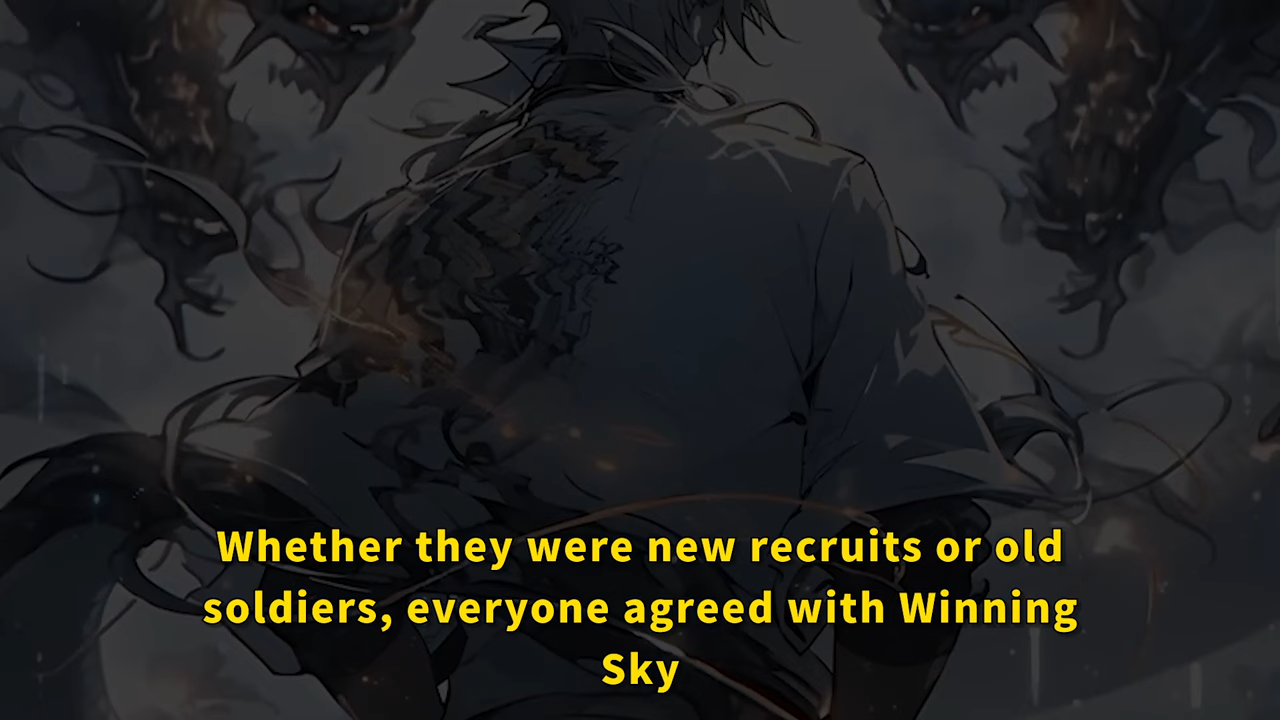 Whether they were new recruits or old
soldiers, everyone agreed with Winning
Sky